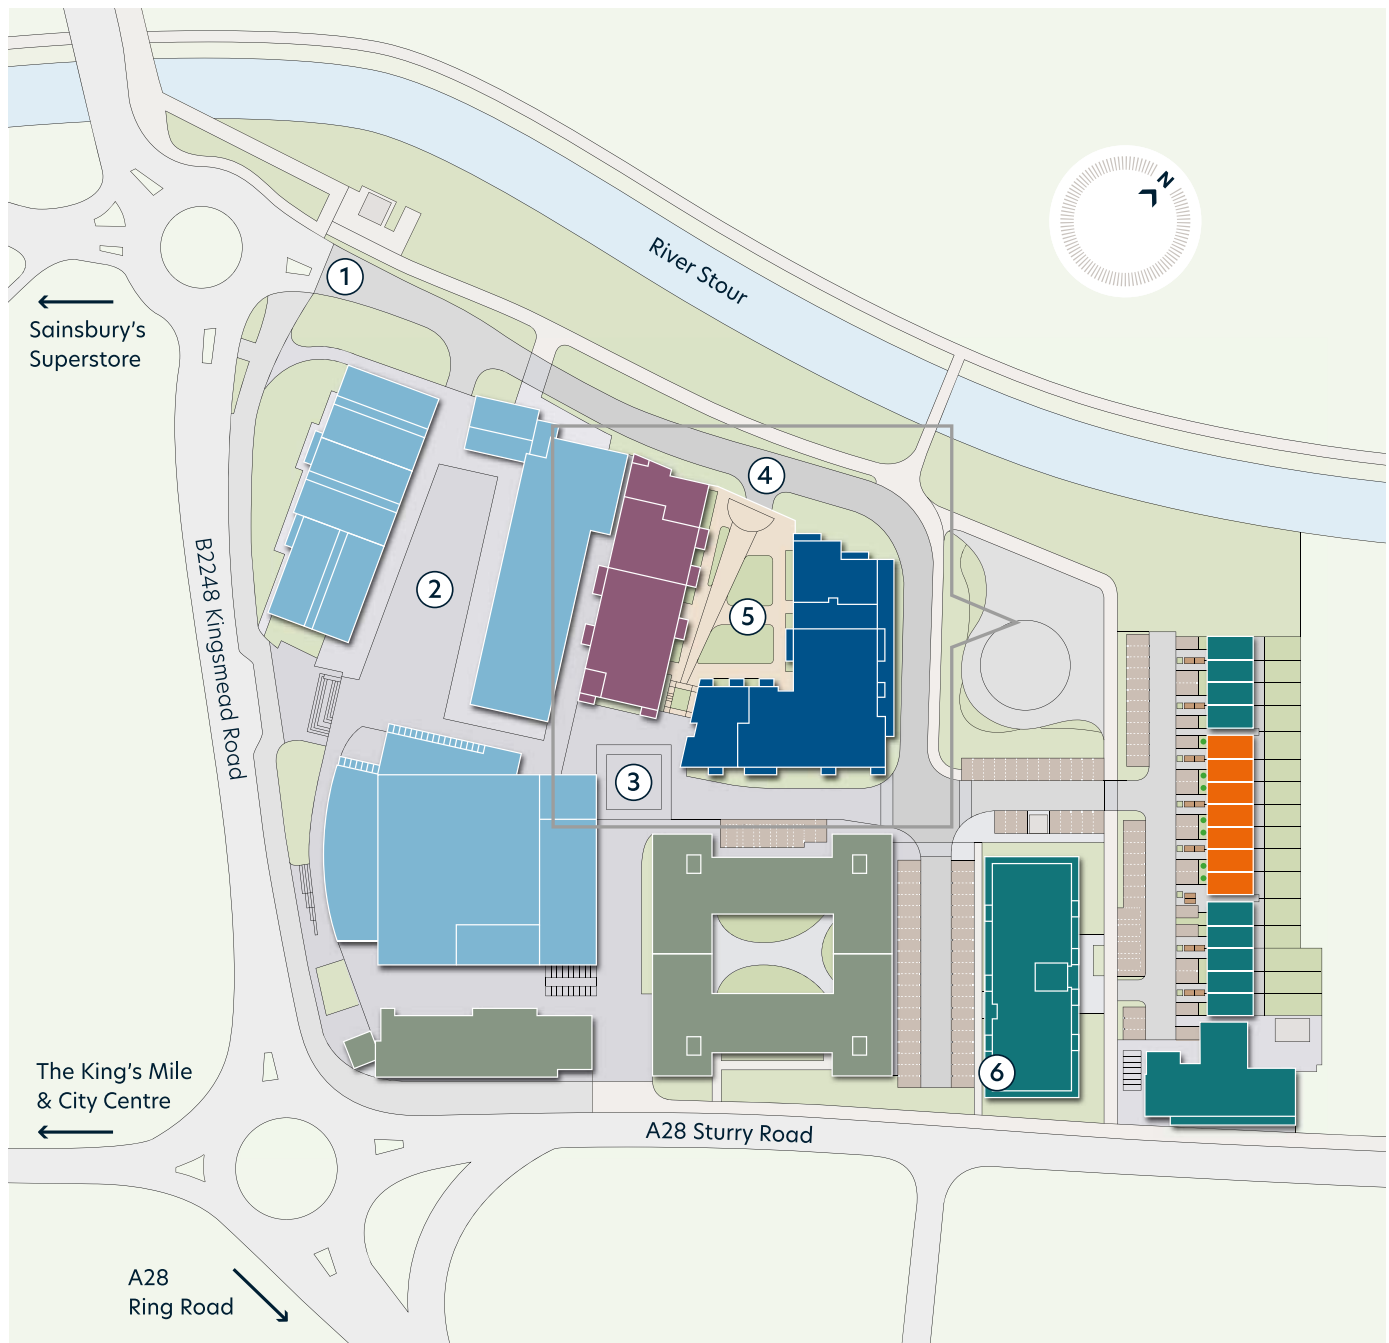 N
River Stour
1
Sainsbury's
Superstore
4
2
5
B2248 Kingsmead Road
3
6
The King's Mile
& City Centre
A28 Sturry Road
A28
Ring Road